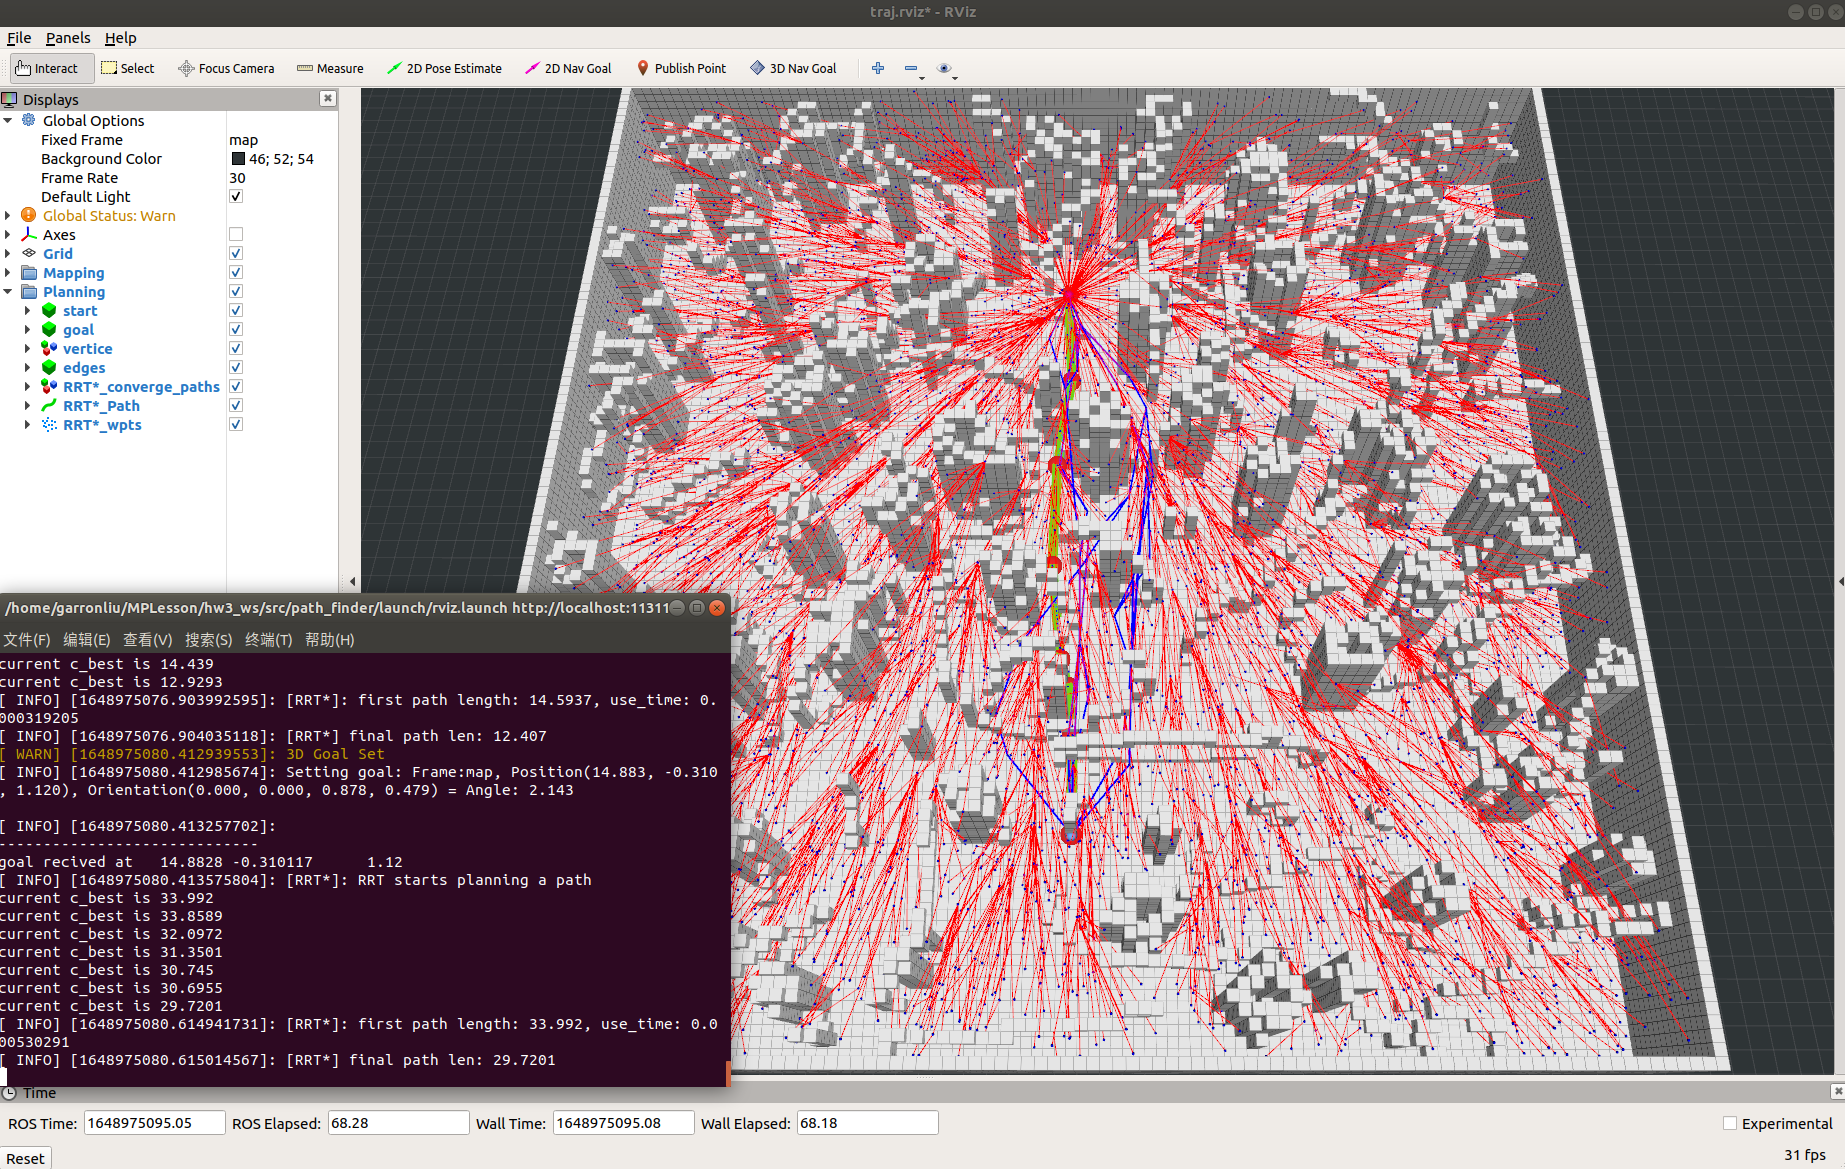 traj.rviz* - RViz
File Panels Help
Interact Select Focus Camera Measure 2D Pose Estimate 2D Nav Goal Publish Point 3D Nav Goal
Displays
Global Options
Fixed Frame map
Background Color 46; 52; 54
Frame Rate 30
Default Light
Global Status: Warn
Axes
Grid
Mapping
Planning
start
goal
vertice
edges
RRT*_converge_paths
RRT*_Path
RRT*_wpts
/home/garronliu/MPLesson/hw3_ws/src/path_finder/launch/rviz.launch http://localhost:11311
文件(F) 编辑(E) 查看(V) 搜索(S) 终端(T) 帮助(H)
current c_best is 14.439
current c_best is 12.9293
[ INFO] [1648975076.903992595]: [RRT*]: first path length: 14.5937, use_time: 0.
000319205
[ INFO] [1648975076.904035118]: [RRT*] final path len: 12.407
[ WARN] [1648975080.412939553]: 3D Goal Set
[ INFO] [1648975080.412985674]: Setting goal: Frame:map, Position(14.883, -0.310
, 1.120), Orientation(0.000, 0.000, 0.878, 0.479) = Angle: 2.143
[ INFO] [1648975080.413257702]:
----------------------------
goal recived at   14.8828 -0.310117      1.12
[ INFO] [1648975080.413575804]: [RRT*]: RRT starts planning a path
current c_best is 33.992
current c_best is 33.8589
current c_best is 32.0972
current c_best is 31.3501
current c_best is 30.745
current c_best is 30.6955
current c_best is 29.7201
[ INFO] [1648975080.614941731]: [RRT*]: first path length: 33.992, use_time: 0.0
00530291
[ INFO] [1648975080.615014567]: [RRT*] final path len: 29.7201
Time
ROS Time: 1648975095.05 ROS Elapsed: 68.28 Wall Time: 1648975095.08 Wall Elapsed: 68.18 Experimental
Reset 31 fps